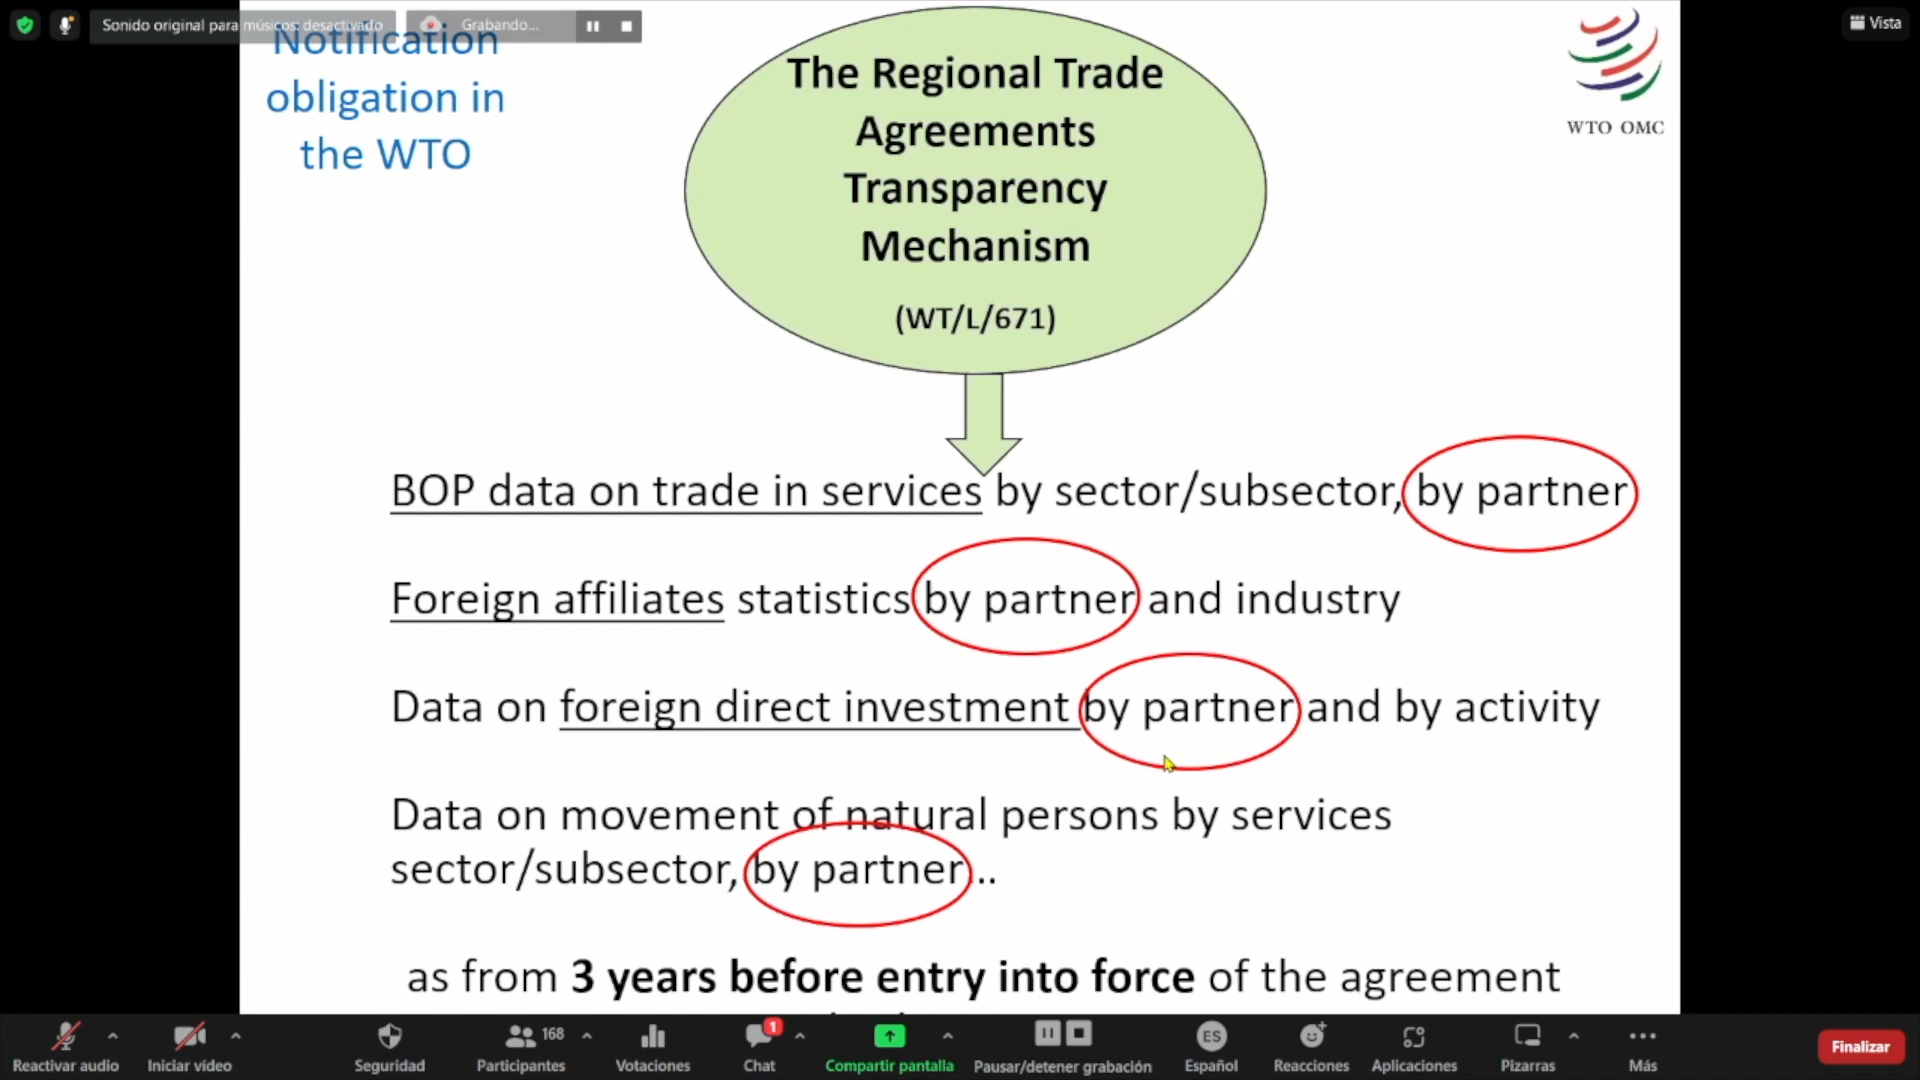 Sonido original para músicos: desactivado
Grabando...
Vista
Notification
obligation in
the WTO
The Regional Trade
Agreements
Transparency
Mechanism
(WT/L/671)
WTO OMC
BOP data on trade in services by sector/subsector, by partner
Foreign affiliates statistics by partner and industry
Data on foreign direct investment by partner and by activity
Data on movement of natural persons by services
sector/subsector, by partner...
as from 3 years before entry into force of the agreement
Reactivar audio
Iniciar vídeo
Seguridad
168
Participantes
Votaciones
1
Chat
Compartir pantalla
Pausar/detener grabación
ES
Español
Reacciones
Aplicaciones
Pizarras
Más
Finalizar